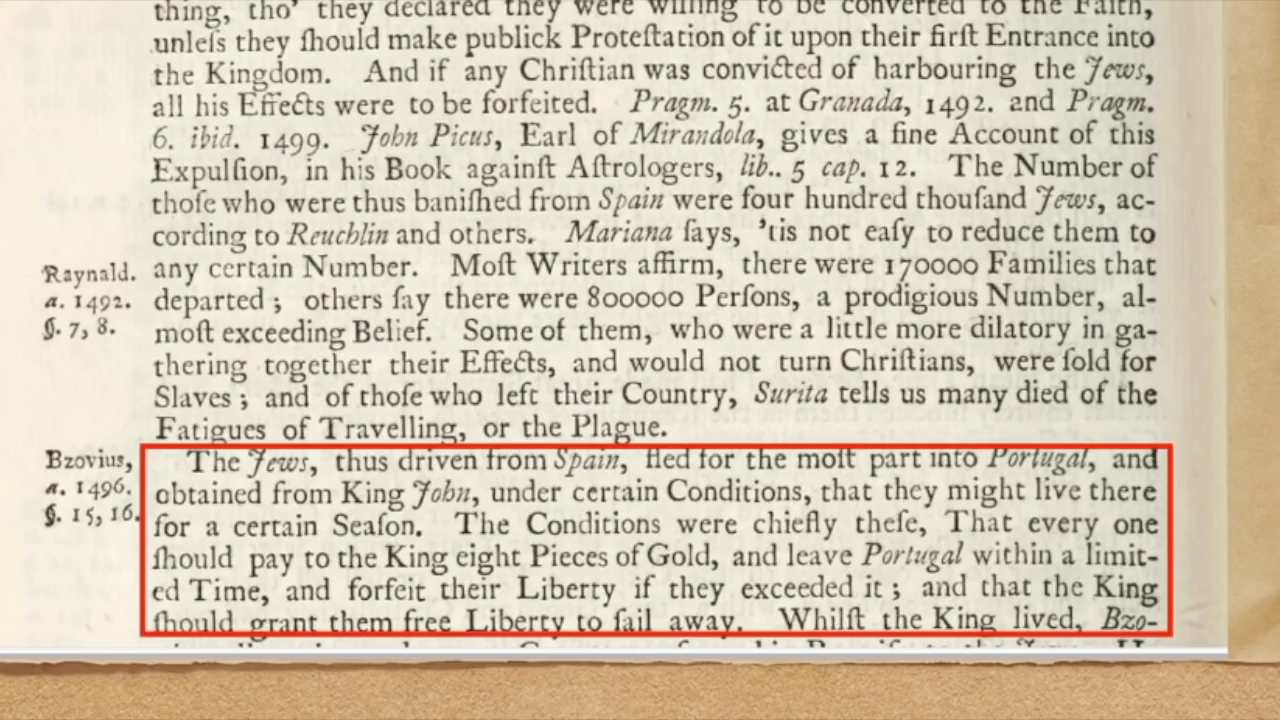 thing, tho' they declared they were willing to be converted to the Faith,
unleſs they ſhould make publick Proteſtation of it upon their firſt Entrance into
the Kingdom. And if any Chriſtian was convicted of harbouring the Jews,
all his Effects were to be forfeited. Pragm. 5. at Granada, 1492. and Pragm.
6. ibid. 1499. John Picus, Earl of Mirandola, gives a fine Account of this
Expulſion, in his Book againſt Aſtrologers, lib.. 5 cap. 12. The Number of
thoſe who were thus baniſhed from Spain were four hundred thouſand Jews, ac-
cording to Reuchlin and others. Mariana ſays, 'tis not eaſy to reduce them to
Raynald. any certain Number. Moſt Writers affirm, there were 170000 Families that
a. 1492. departed ; others ſay there were 800000 Perſons, a prodigious Number, al-
§. 7, 8. moſt exceeding Belief. Some of them, who were a little more dilatory in ga-
thering together their Effects, and would not turn Chriſtians, were ſold for
Slaves ; and of thoſe who left their Country, Surita tells us many died of the
Fatigues of Travelling, or the Plague.
Bzovius, The Jews, thus driven from Spain, fled for the moſt part into Portugal, and
a. 1496. obtained from King John, under certain Conditions, that they might live there
§. 15, 16. for a certain Seaſon. The Conditions were chiefly theſe, That every one
ſhould pay to the King eight Pieces of Gold, and leave Portugal within a limit-
ed Time, and forfeit their Liberty if they exceeded it ; and that the King
ſhould grant them free Liberty to ſail away. Whilſt the King lived, Bzo-